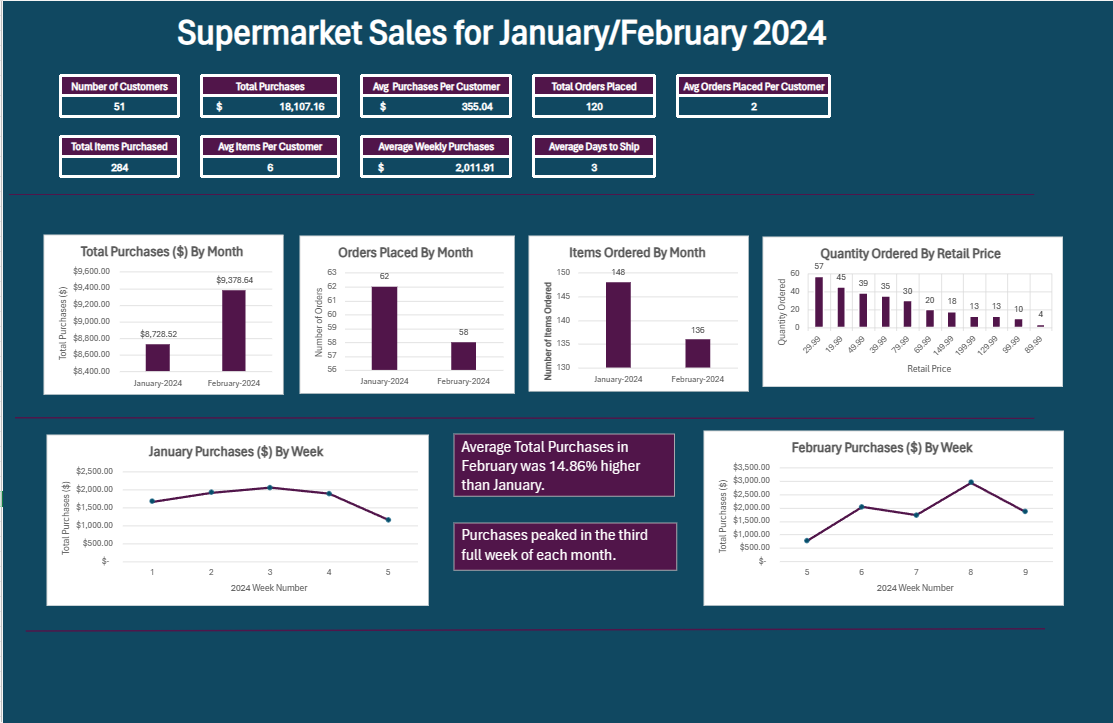 Supermarket Sales for January/February 2024
Number of Customers
51
Total Purchases
$ 18,107.16
Avg Purchases Per Customer
$ 355.04
Total Orders Placed
120
Avg Orders Placed Per Customer
2
Total Items Purchased
284
Avg Items Per Customer
6
Average Weekly Purchases
$ 2,011.91
Average Days to Ship
3
Total Purchases ($) By Month
Total Purchases ($)
$9,600.00
$9,400.00
$9,200.00
$9,000.00
$8,800.00
$8,600.00
$8,400.00
$8,728.52
$9,378.64
January-2024
February-2024
Orders Placed By Month
Number of Orders
63
62
61
60
59
58
57
56
62
58
January-2024
February-2024
Items Ordered By Month
Number of Items Ordered
150
145
140
135
130
148
136
January-2024
February-2024
Quantity Ordered By Retail Price
Quantity Ordered
60
40
20
0
57
45
39
35
30
20
18
13
13
10
4
29.99
19.99
49.99
39.99
79.99
69.99
149.99
199.99
129.99
99.99
89.99
Retail Price
January Purchases ($) By Week
Total Purchases ($)
$2,500.00
$2,000.00
$1,500.00
$1,000.00
$500.00
$-
1
2
3
4
5
2024 Week Number
Average Total Purchases in
February was 14.86% higher
than January.
Purchases peaked in the third
full week of each month.
February Purchases ($) By Week
Total Purchases ($)
$3,500.00
$3,000.00
$2,500.00
$2,000.00
$1,500.00
$1,000.00
$500.00
$-
5
6
7
8
9
2024 Week Number